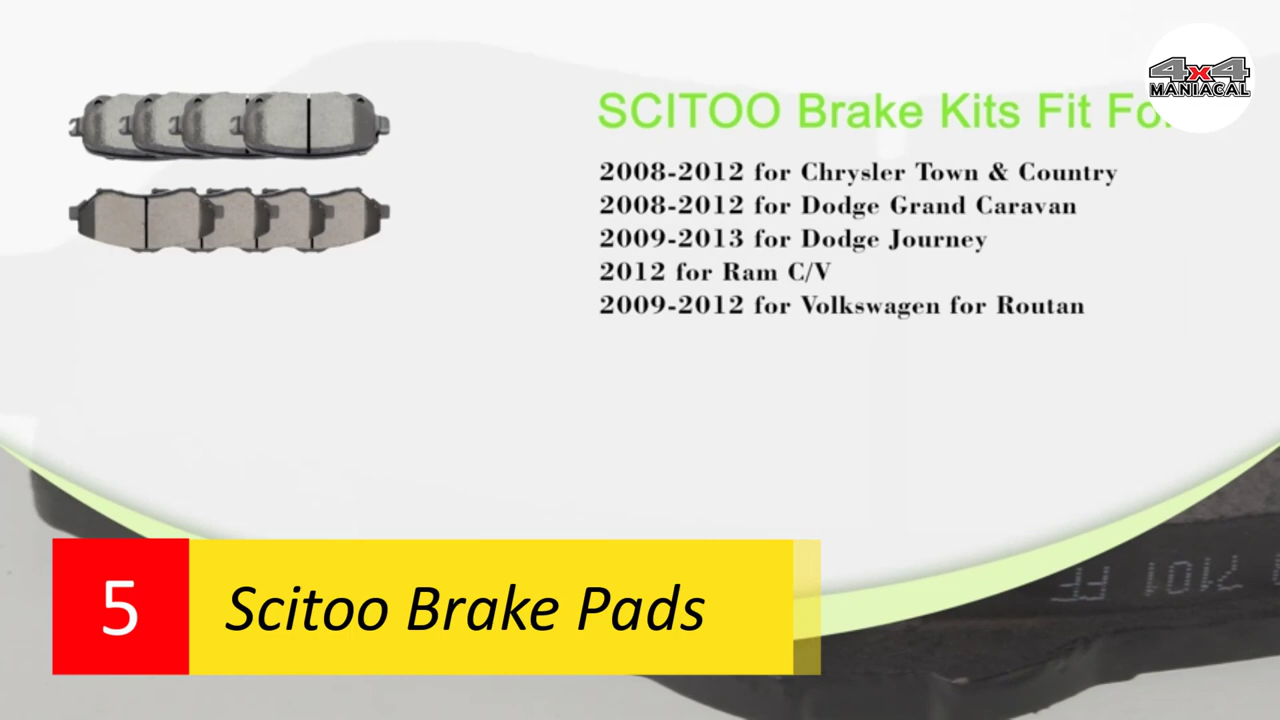 4x4
MANIACAL
SCITOO Brake Kits Fit For
2008-2012 for Chrysler Town & Country
2008-2012 for Dodge Grand Caravan
2009-2013 for Dodge Journey
2012 for Ram C/V
2009-2012 for Volkswagen for Routan
5
Scitoo Brake Pads